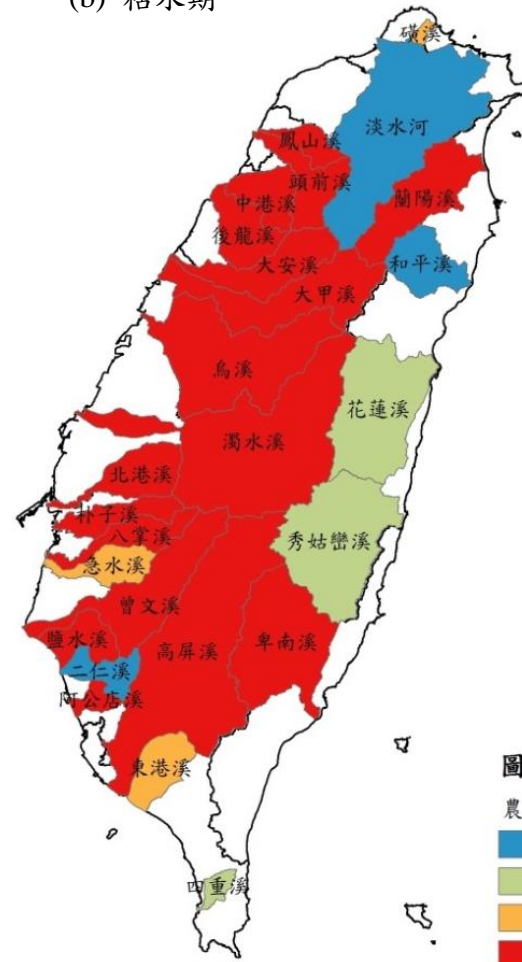 (b) 枯水期
磺溪
淡水河
鳳山溪
頭前溪
中港溪
蘭陽溪
後龍溪
大安溪
和平溪
大甲溪
烏溪
花蓮溪
濁水溪
北港溪
朴子溪
八掌溪
秀姑巒溪
急水溪
曾文溪
鹽水溪
高屏溪
卑南溪
二仁溪
阿公店溪
東港溪
圖
農
四重溪